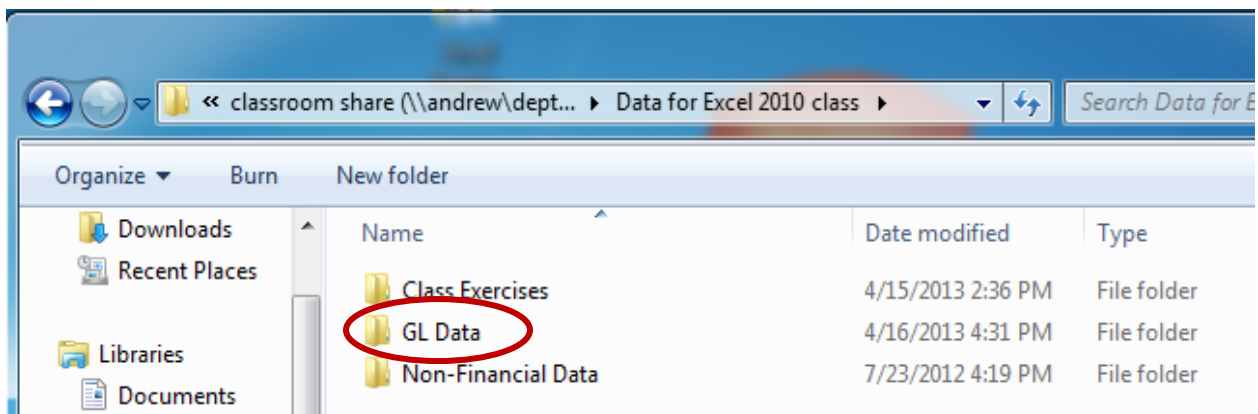 « classroom share (\\andrew\dept... ▸ Data for Excel 2010 class ▸ Search Data for E
Organize Burn New folder
Downloads Name Date modified Type
Recent Places
Class Exercises 4/15/2013 2:36 PM File folder
GL Data 4/16/2013 4:31 PM File folder
Libraries
Non-Financial Data 7/23/2012 4:19 PM File folder
Documents